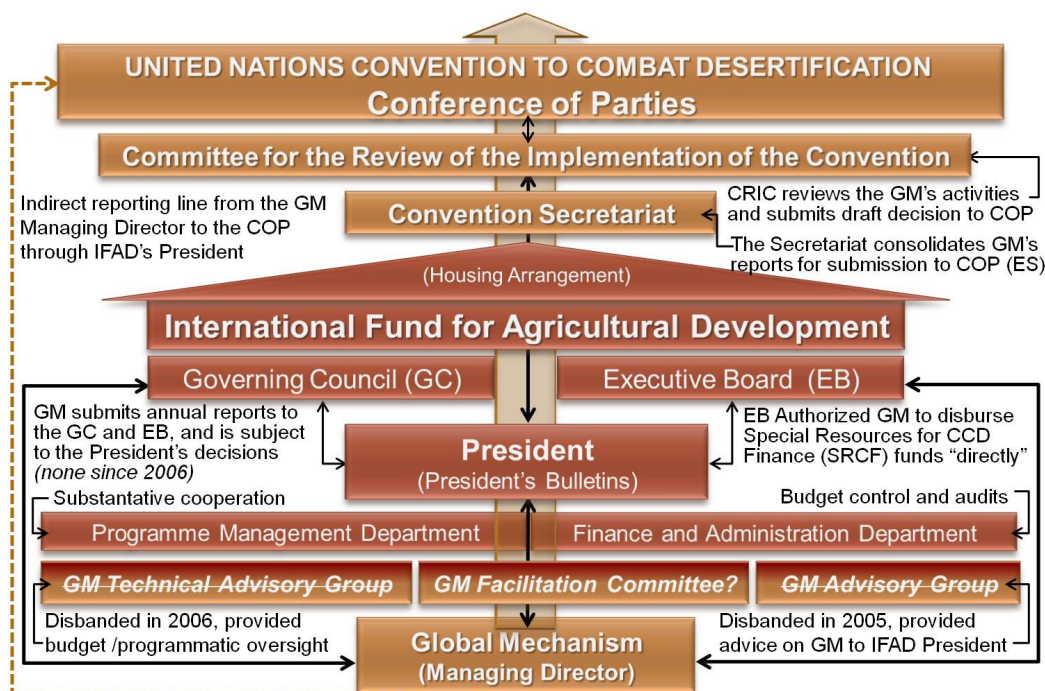 UNITED NATIONS CONVENTION TO COMBAT DESERTIFICATION
Conference of Parties
Committee for the Review of the Implementation of the Convention
Indirect reporting line from the GM
Managing Director to the COP
through IFAD's President
Convention Secretariat
CRIC reviews the GM's activities
and submits draft decision to COP
The Secretariat consolidates GM's
reports for submission to COP (ES)
(Housing Arrangement)
International Fund for Agricultural Development
Governing Council (GC)
Executive Board (EB)
GM submits annual reports to
the GC and EB, and is subject
to the President's decisions
(none since 2006)
President
(President's Bulletins)
EB Authorized GM to disburse
Special Resources for CCD
Finance (SRCF) funds “directly”
Substantative cooperation
Budget control and audits
Programme Management Department
Finance and Administration Department
GM Technical Advisory Group
GM Facilitation Committee?
GM Advisory Group
Disbanded in 2006, provided
budget /programmatic oversight
Disbanded in 2005, provided
advice on GM to IFAD President
Global Mechanism
(Managing Director)